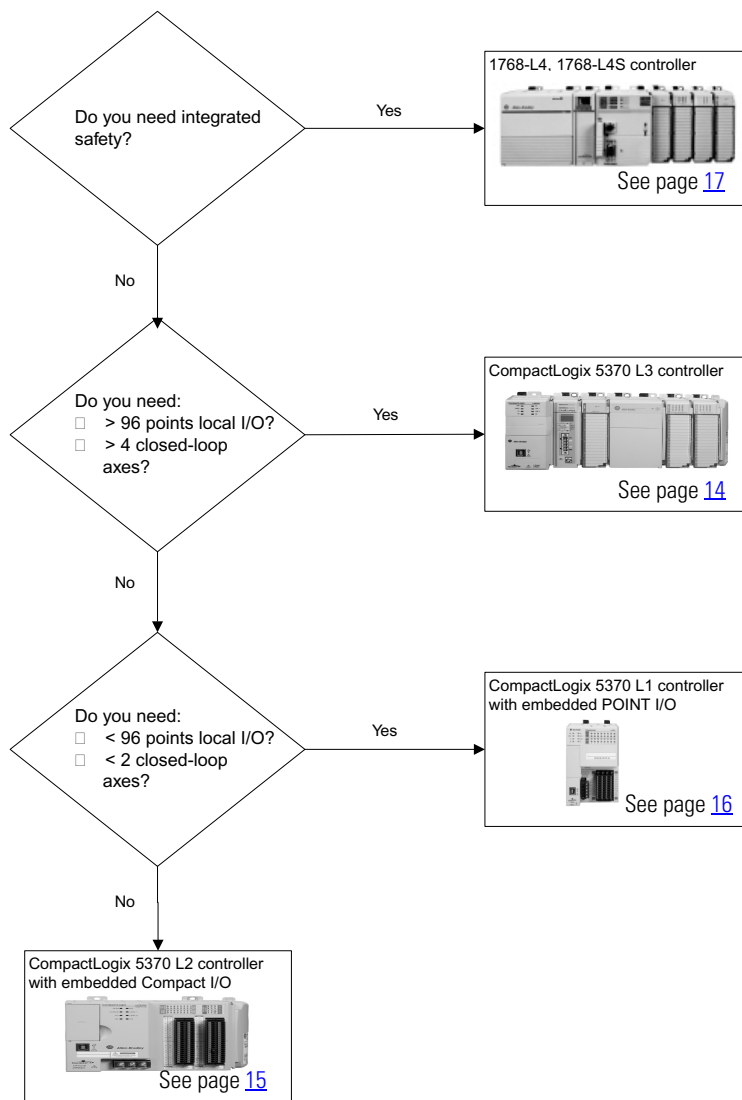 Do you need integrated
safety?
Yes
1768-L4, 1768-L4S controller
See page 17
No
Do you need:
□ > 96 points local I/O?
□ > 4 closed-loop
axes?
Yes
CompactLogix 5370 L3 controller
See page 14
No
Do you need:
□ < 96 points local I/O?
□ < 2 closed-loop
axes?
Yes
CompactLogix 5370 L1 controller
with embedded POINT I/O
See page 16
No
CompactLogix 5370 L2 controller
with embedded Compact I/O
See page 15